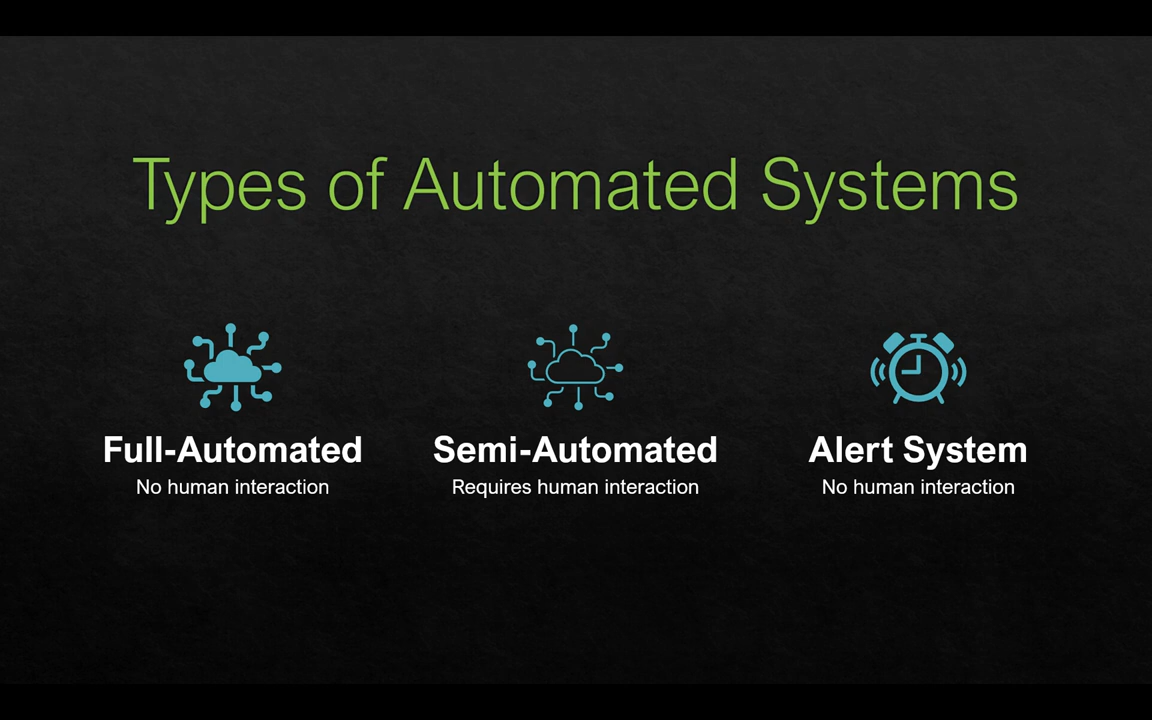 Types of Automated Systems
Full-Automated
No human interaction
Semi-Automated
Requires human interaction
Alert System
No human interaction